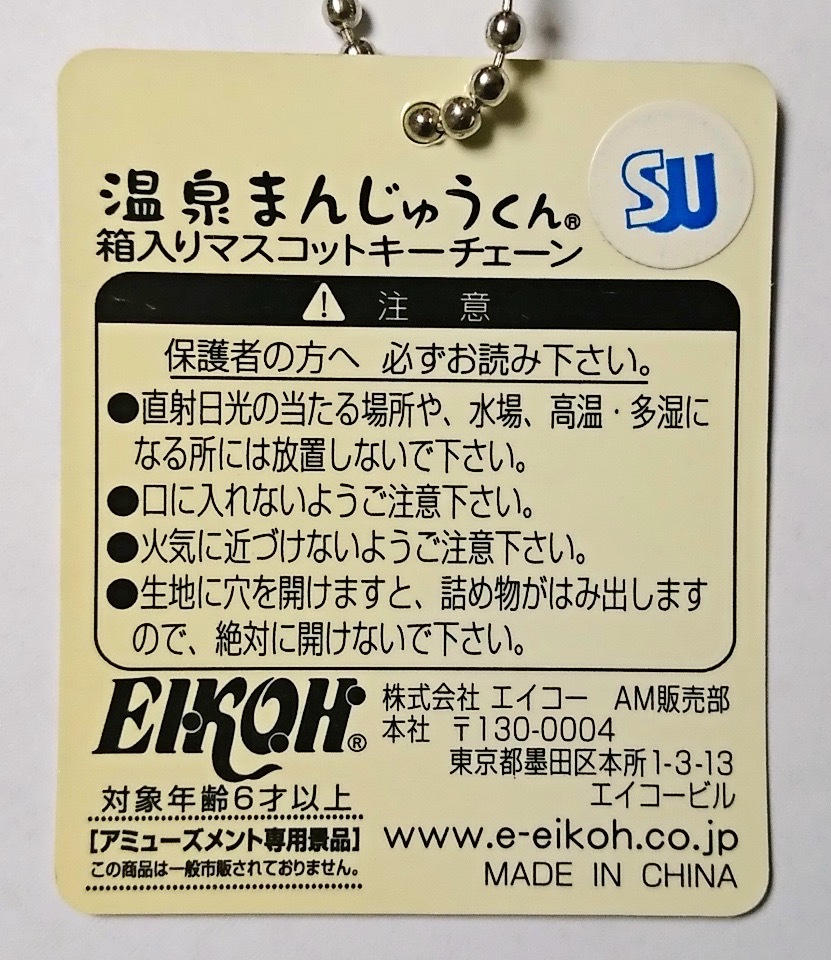 SU
温泉まんじゅうくん®
箱入りマスコットキーチェーン
注 意
保護者の方へ 必ずお読み下さい。
●直射日光の当たる場所や、水場、高温・多湿に
なる所には放置しないで下さい。
●口に入れないようご注意下さい。
●火気に近づけないようご注意下さい。
●生地に穴を開けますと、詰め物がはみ出します
ので、絶対に開けないで下さい。
EIKOH®
株式会社 エイコー AM販売部
本社 〒130-0004
東京都墨田区本所1-3-13
エイコービル
対象年齢6才以上
[アミューズメント専用景品]
この商品は一般市販されておりません。
www.e-eikoh.co.jp
MADE IN CHINA